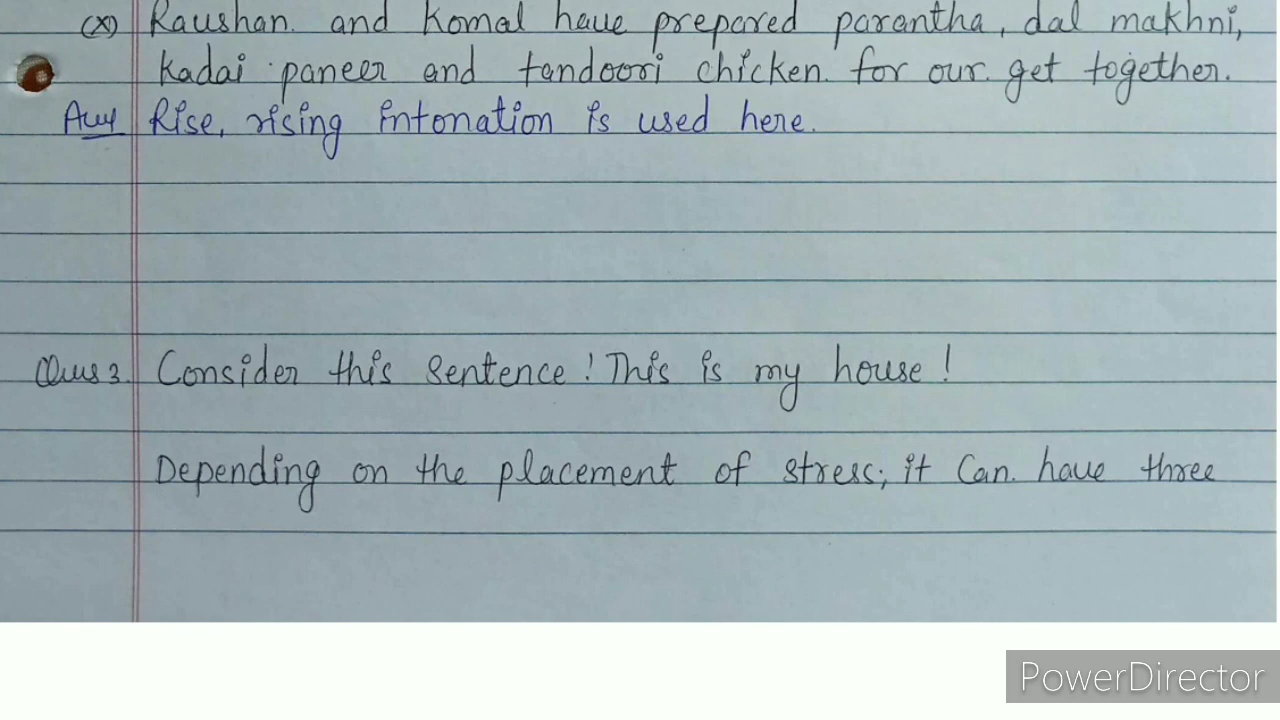 (x) Raushan. and Komal have prepared parantha, dal makhni,
Kadai paneer and tandoori chicken. for our. get together.
Ans Rise, rising intonation is used here.
Ques 3. Consider this sentence! This is my house!
Depending on the placement of stress; it Can. have three
PowerDirector